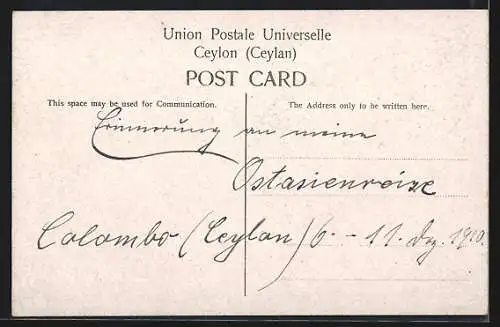 Union Postale Universelle
Ceylon (Ceylan)
POST CARD
This space may be used for Communication.
The Address only to be written here.
Erinnerung an meine
Ostasienreise
Colombo (Ceylan) 6. - 11. Dez. 1910.